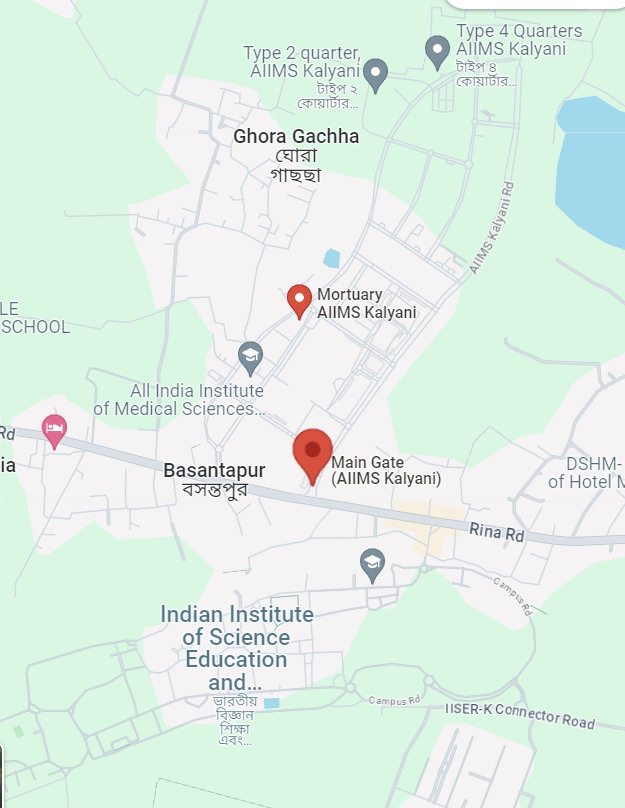 Type 4 Quarters
AIIMS Kalyani
টাইপ ৪
কোয়ার্টার...
Type 2 quarter,
AIIMS Kalyani
টাইপ ২
কোয়ার্টার...
Ghora Gachha
ঘোরা
গাছছা
AIIMS Kalyani Rd
Mortuary
AIIMS Kalyani
LE
SCHOOL
All India Institute
of Medical Sciences...
Rd
ia
Basantapur
বসন্তপুর
Main Gate
(AIIMS Kalyani)
DSHM-
of Hotel M
Rina Rd
Campus Rd
Indian Institute
of Science
Education
and...
ভারতীয়
বিজ্ঞান
শিক্ষা
এবং...
Campus Rd
IISER-K Connector Road